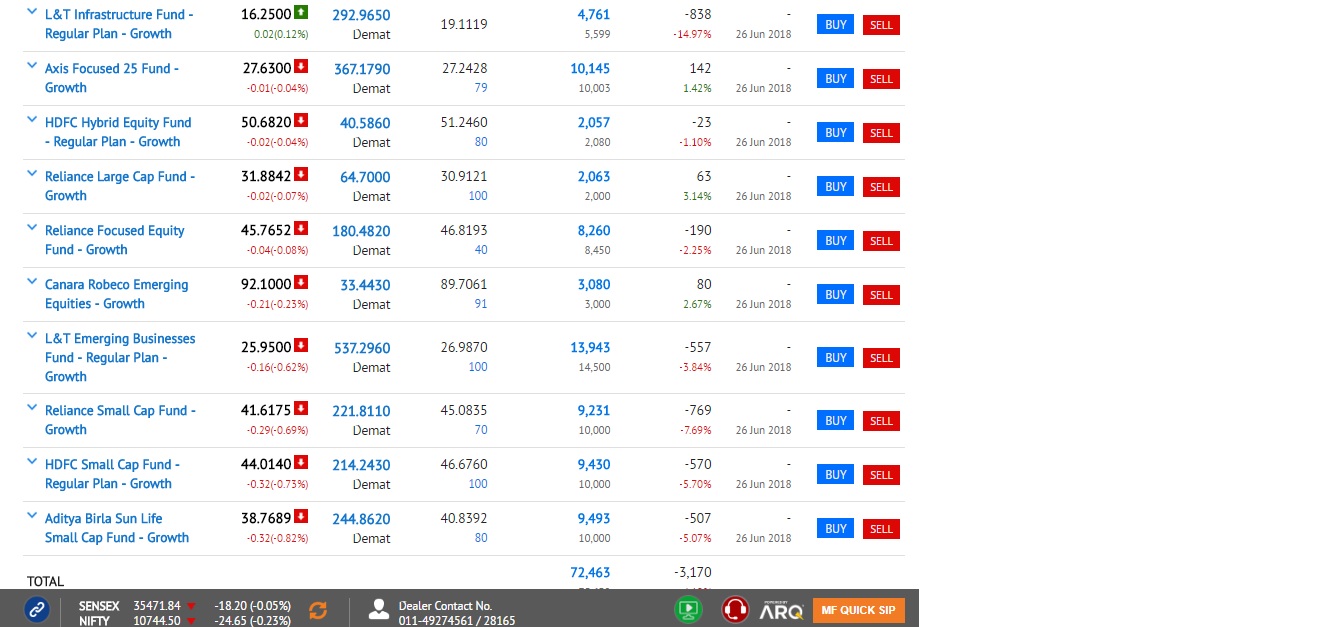 L&T Infrastructure Fund - 16.2500 292.9650 19.1119 4,761 -838 - BUY SELL
Regular Plan - Growth 0.02(0.12%) Demat 5,599 -14.97% 26 Jun 2018
Axis Focused 25 Fund - 27.6300 367.1790 27.2428 10,145 142 - BUY SELL
Growth -0.01(-0.04%) Demat 79 10,003 1.42% 26 Jun 2018
HDFC Hybrid Equity Fund 50.6820 40.5860 51.2460 2,057 -23 - BUY SELL
- Regular Plan - Growth -0.02(-0.04%) Demat 80 2,080 -1.10% 26 Jun 2018
Reliance Large Cap Fund - 31.8842 64.7000 30.9121 2,063 63 - BUY SELL
Growth -0.02(-0.07%) Demat 100 2,000 3.14% 26 Jun 2018
Reliance Focused Equity 45.7652 180.4820 46.8193 8,260 -190 - BUY SELL
Fund - Growth -0.04(-0.08%) Demat 40 8,450 -2.25% 26 Jun 2018
Canara Robeco Emerging 92.1000 33.4430 89.7061 3,080 80 - BUY SELL
Equities - Growth -0.21(-0.23%) Demat 91 3,000 2.67% 26 Jun 2018
L&T Emerging Businesses
Fund - Regular Plan - 25.9500 537.2960 26.9870 13,943 -557 - BUY SELL
Growth -0.16(-0.62%) Demat 100 14,500 -3.84% 26 Jun 2018
Reliance Small Cap Fund - 41.6175 221.8110 45.0835 9,231 -769 - BUY SELL
Growth -0.29(-0.69%) Demat 70 10,000 -7.69% 26 Jun 2018
HDFC Small Cap Fund - 44.0140 214.2430 46.6760 9,430 -570 - BUY SELL
Regular Plan - Growth -0.32(-0.73%) Demat 100 10,000 -5.70% 26 Jun 2018
Aditya Birla Sun Life 38.7689 244.8620 40.8392 9,493 -507 - BUY SELL
Small Cap Fund - Growth -0.32(-0.82%) Demat 80 10,000 -5.07% 26 Jun 2018
TOTAL 72,463 -3,170
SENSEX 35471.84 -18.20 (-0.05%) Dealer Contact No. ARQ MF QUICK SIP
NIFTY 10744.50 -24.65 (-0.23%) 011-49274561 / 28165